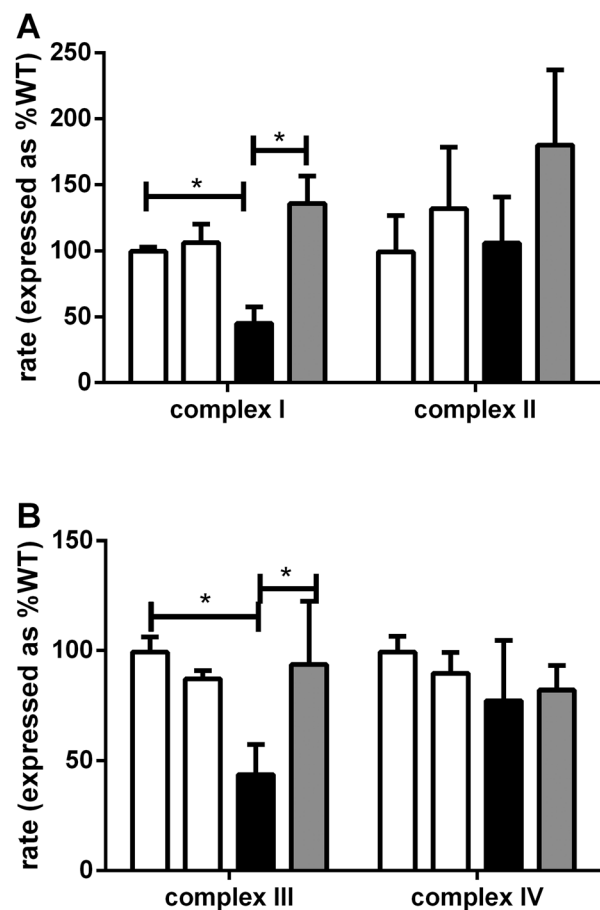 A
rate (expressed as %WT)
250
200
150
100
50
0
*
*
complex I
complex II
B
rate (expressed as %WT)
150
100
50
0
*
*
complex III
complex IV